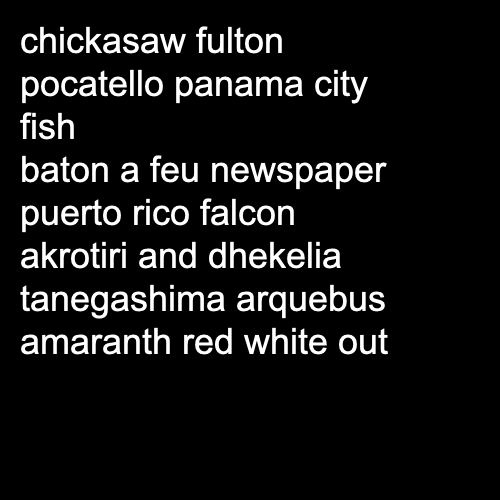 chickasaw fulton
pocatello panama city
fish
baton a feu newspaper
puerto rico falcon
akrotiri and dhekelia
tanegashima arquebus
amaranth red white out